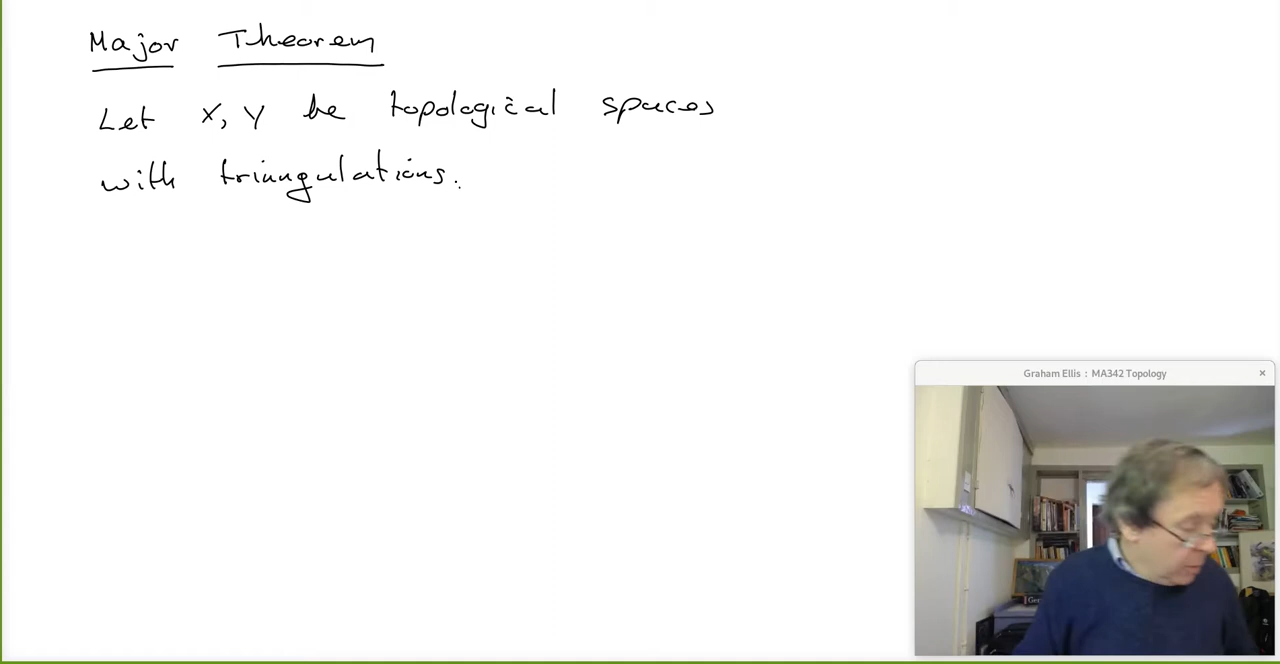 Major Theorem
Let X, Y be topological spaces
with triangulations.
Graham Ellis : MA342 Topology